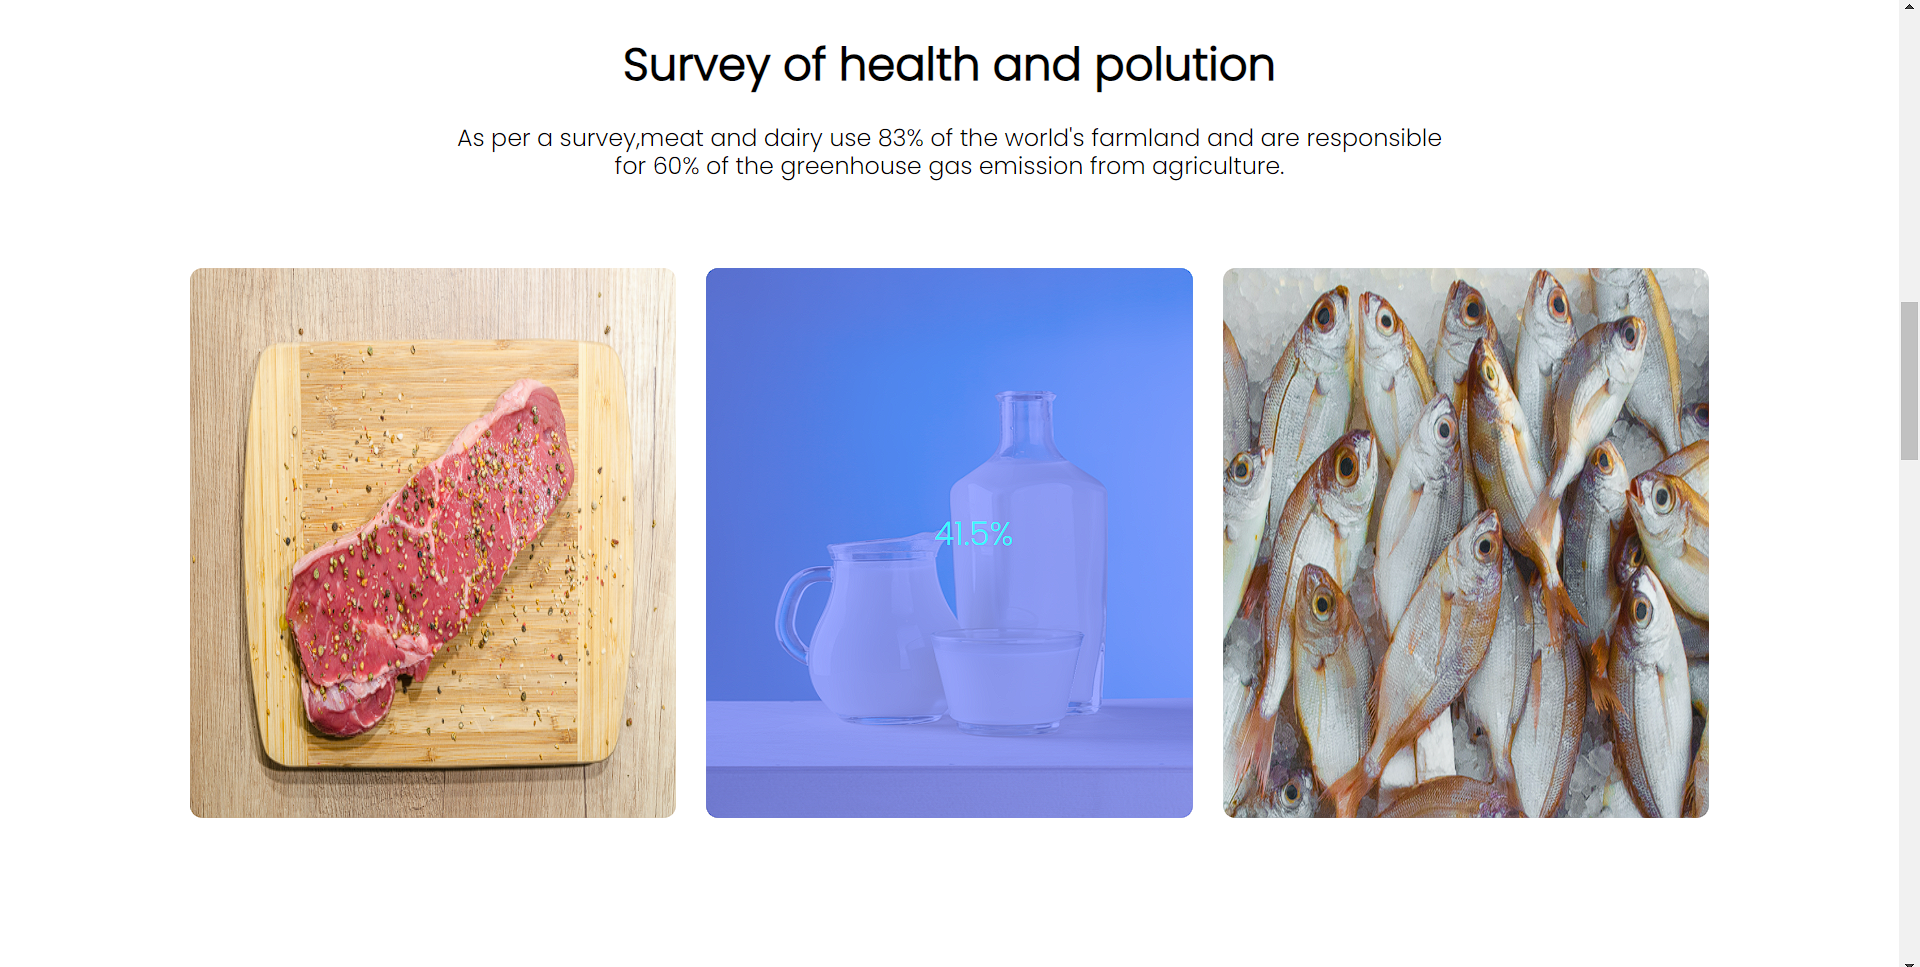 Survey of health and polution
As per a survey,meat and dairy use 83% of the world's farmland and are responsible
for 60% of the greenhouse gas emission from agriculture.
41.5%